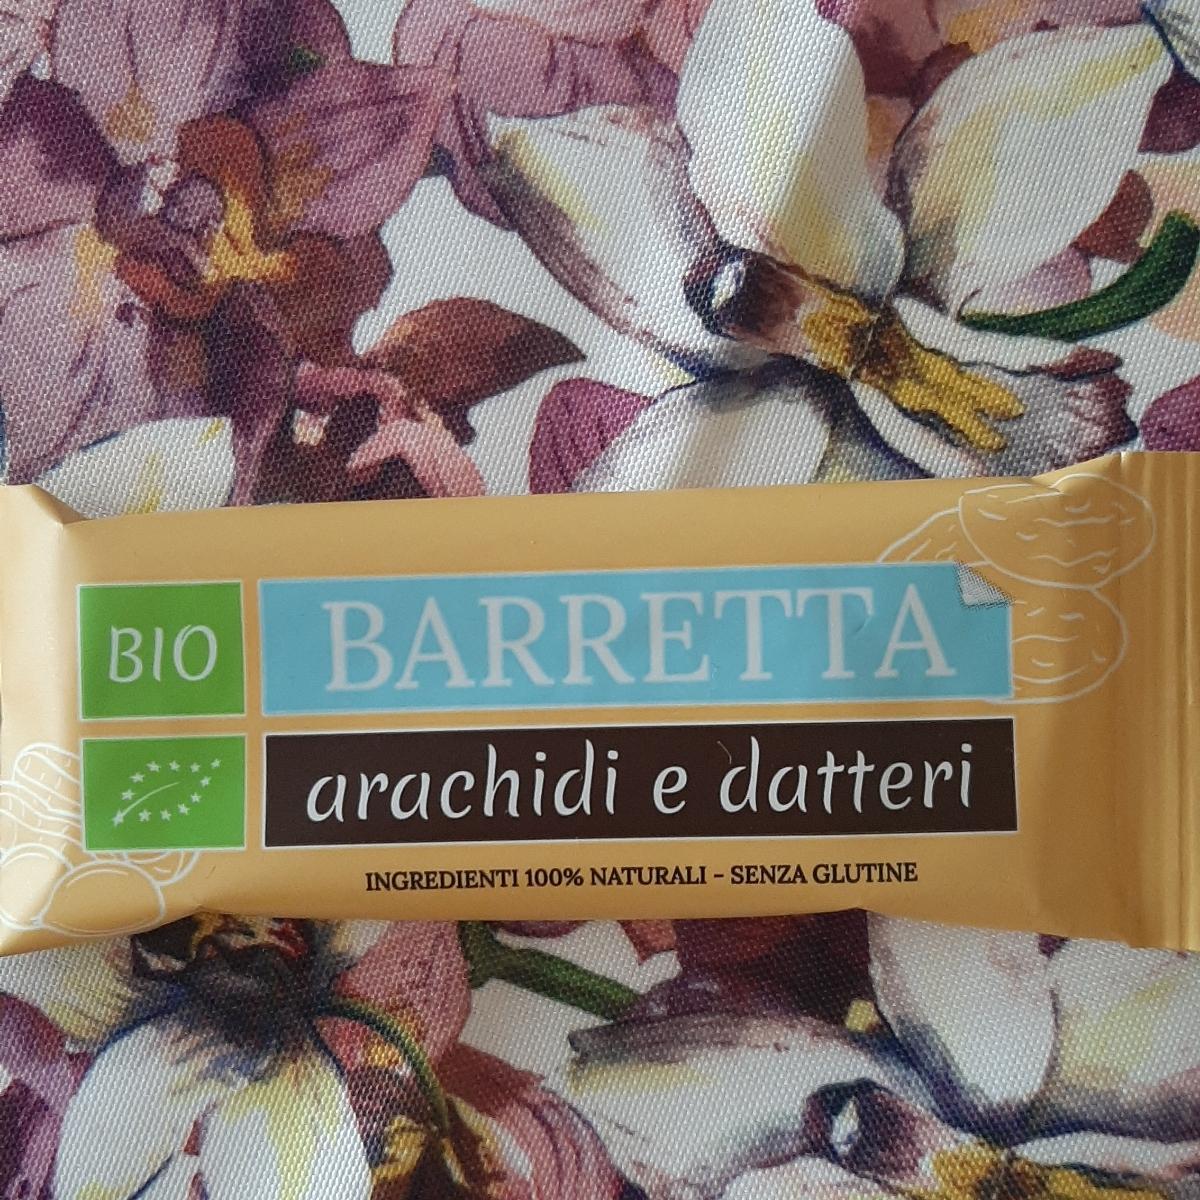 BIO
BARRETTA
arachidi e datteri
INGREDIENTI 100% NATURALI - SENZA GLUTINE